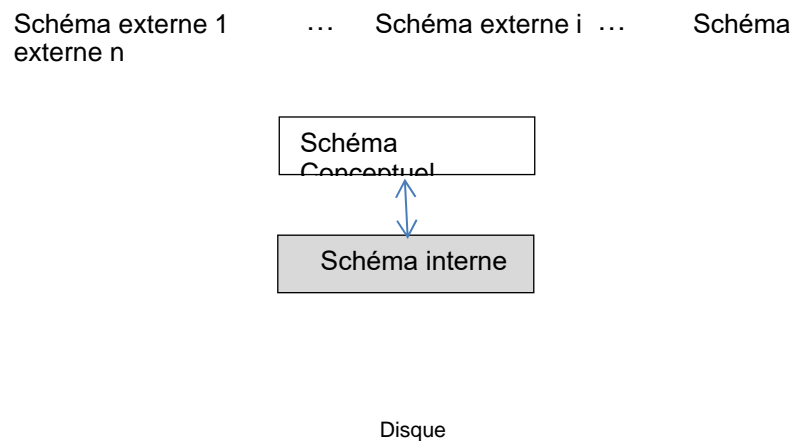 Schéma externe 1 … Schéma externe i … Schéma
externe n
Schéma
Conceptuel
Schéma interne
Disque